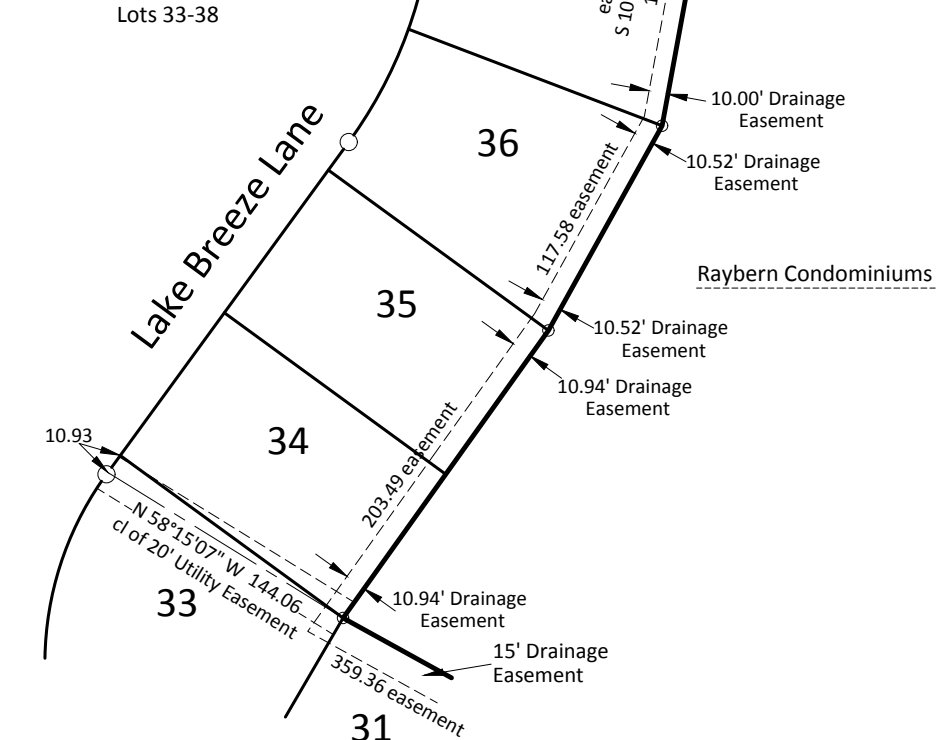 Lots 33-38
ea
S 10
1
10.00' Drainage
Easement
36
10.52' Drainage
Easement
Lake Breeze Lane
117.58 easement
Raybern Condominiums
35
10.52' Drainage
Easement
10.94' Drainage
Easement
10.93
34
203.49 easement
N 58°15'07" W 144.06
cl of 20' Utility Easement
33
10.94' Drainage
Easement
15' Drainage
Easement
359.36 easement
31